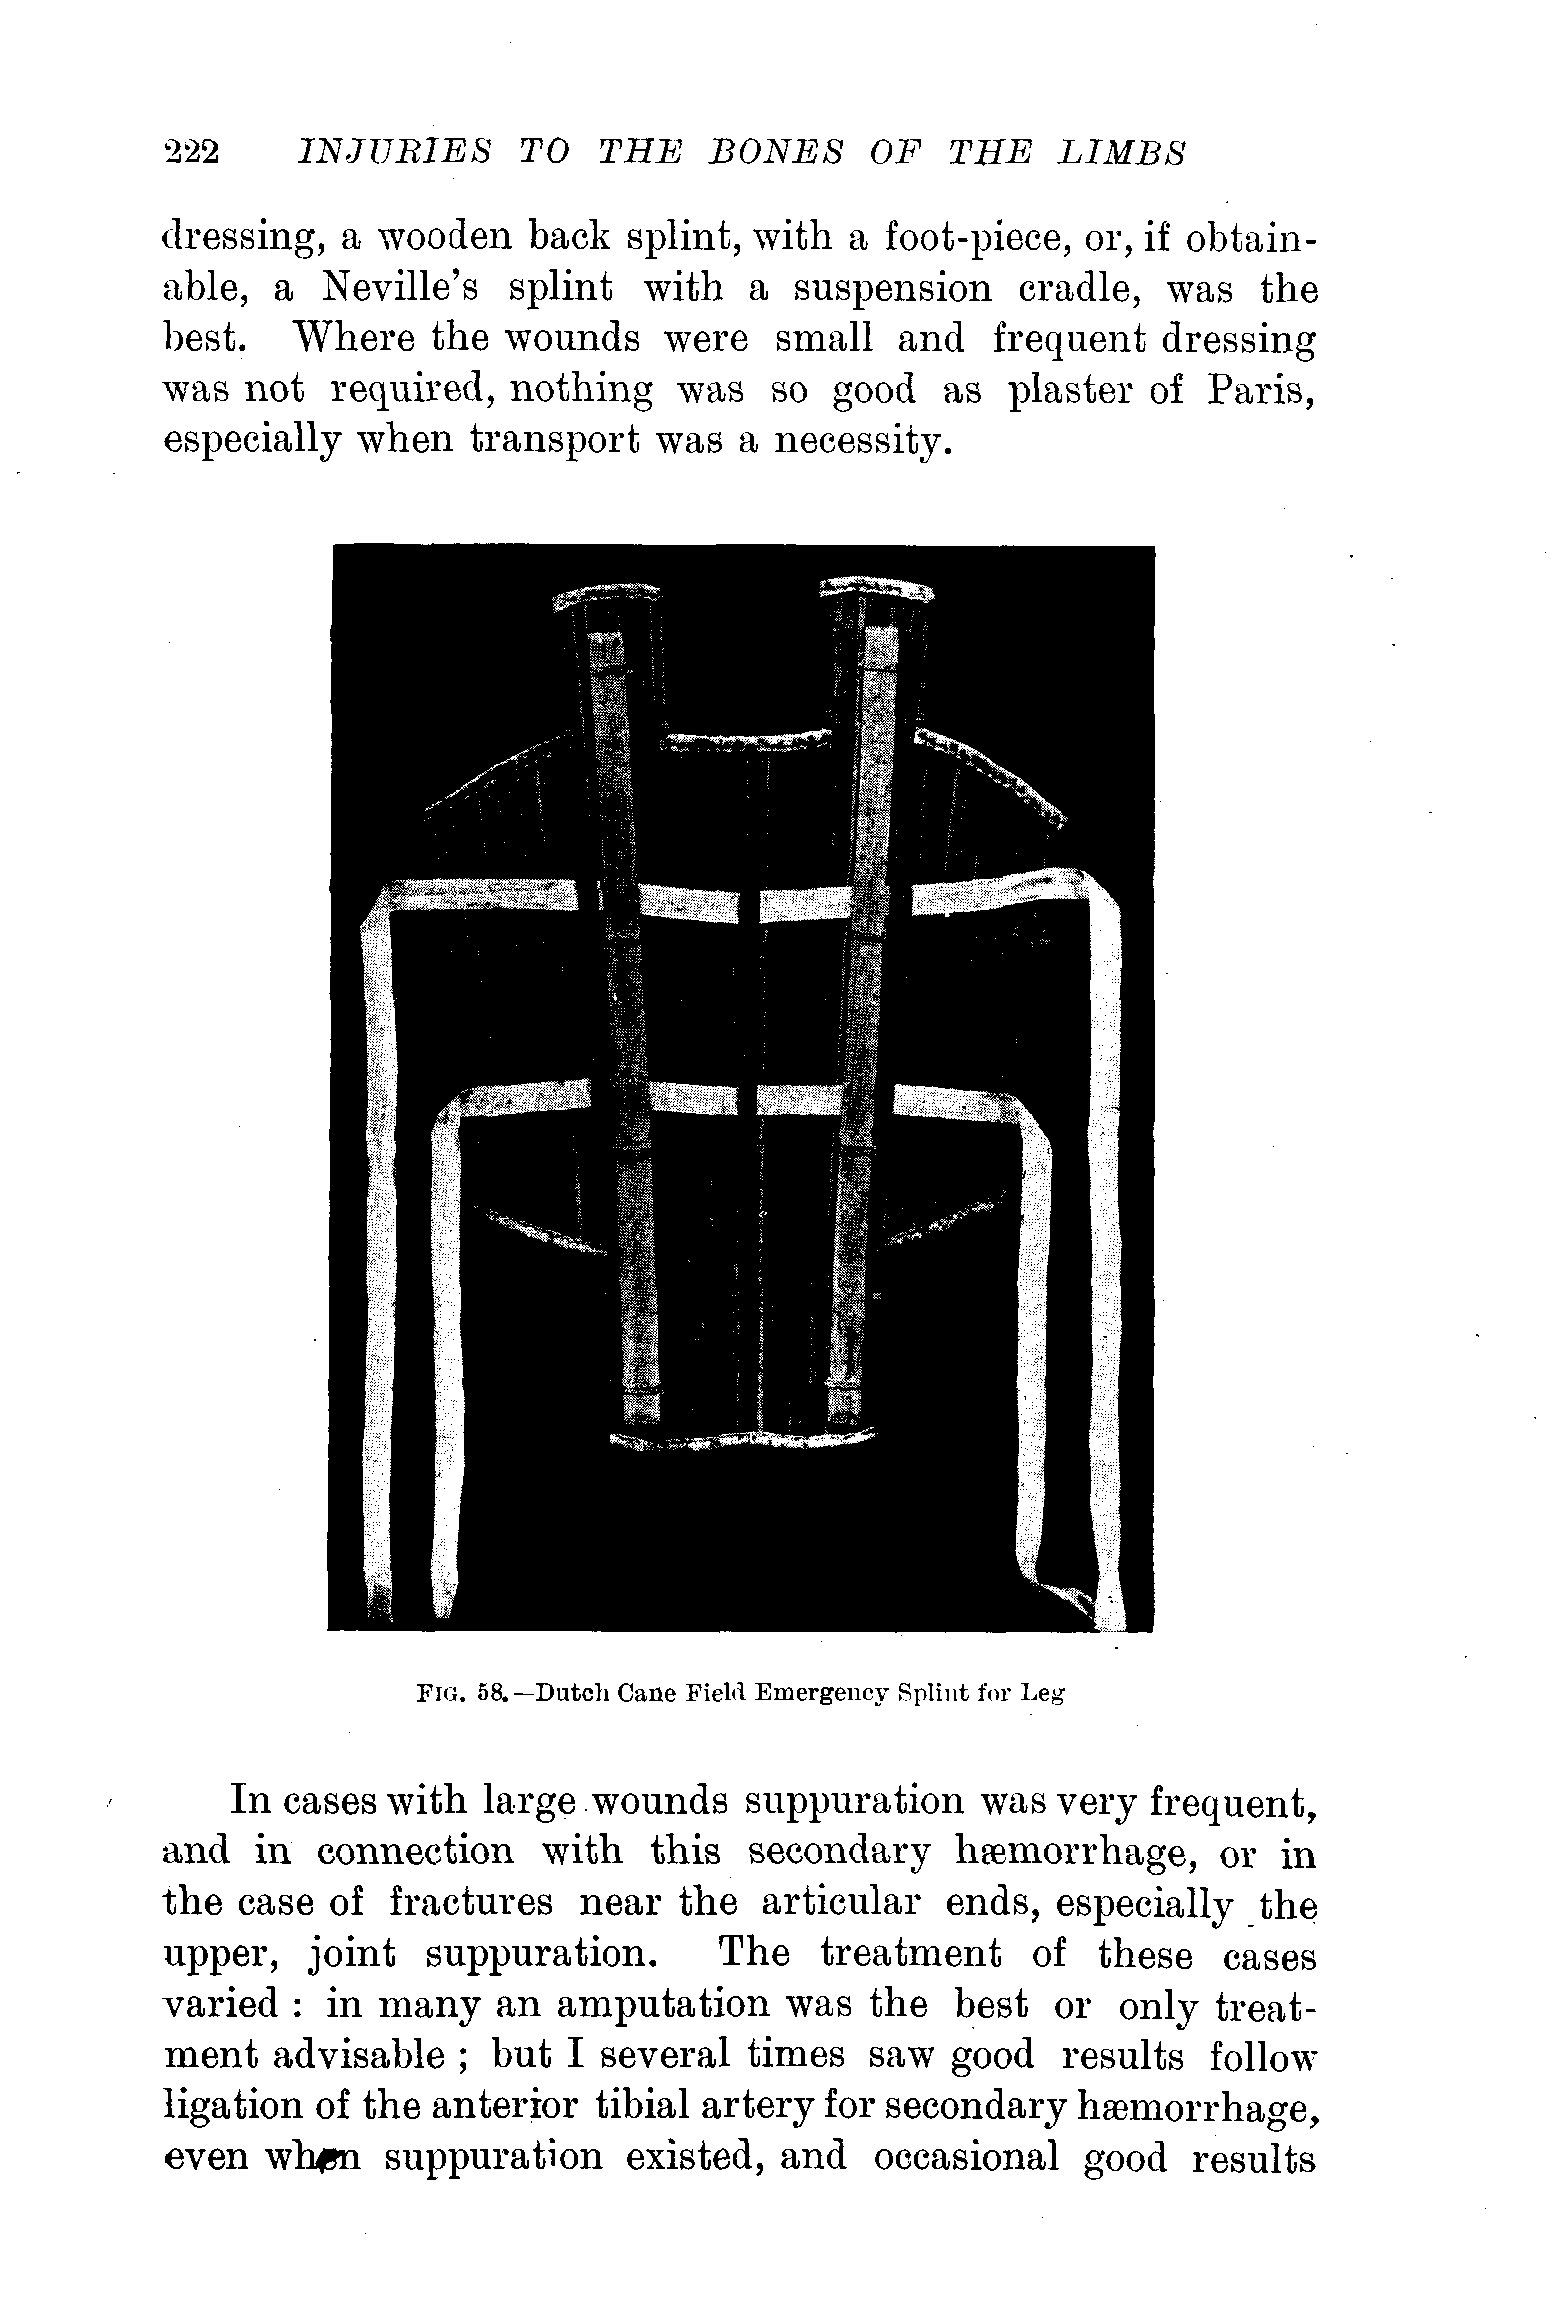 222 INJURIES TO THE BONES OF THE LIMBS
dressing, a wooden back splint, with a foot-piece, or, if obtain-
able, a Neville's splint with a suspension cradle, was the
best. Where the wounds were small and frequent dressing
was not required, nothing was so good as plaster of Paris,
especially when transport was a necessity.
FIG. 58.—Dutch Cane Field Emergency Splint for Leg
In cases with large wounds suppuration was very frequent,
and in connection with this secondary hæmorrhage, or in
the case of fractures near the articular ends, especially the
upper, joint suppuration. The treatment of these cases
varied : in many an amputation was the best or only treat-
ment advisable ; but I several times saw good results follow
ligation of the anterior tibial artery for secondary hæmorrhage,
even when suppuration existed, and occasional good results